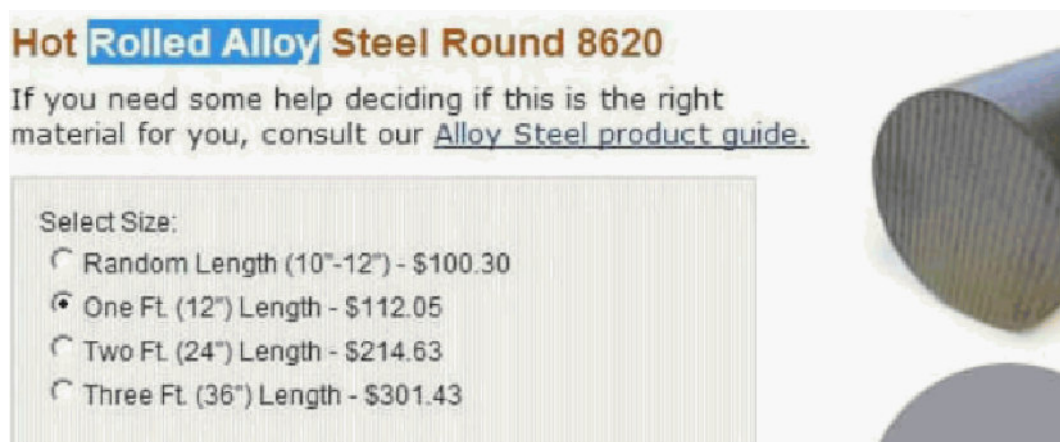 Hot Rolled Alloy Steel Round 8620
If you need some help deciding if this is the right
material for you, consult our Alloy Steel product guide.
Select Size:
Random Length (10"-12") - $100.30
One Ft. (12") Length - $112.05
Two Ft. (24") Length - $214.63
Three Ft. (36") Length - $301.43